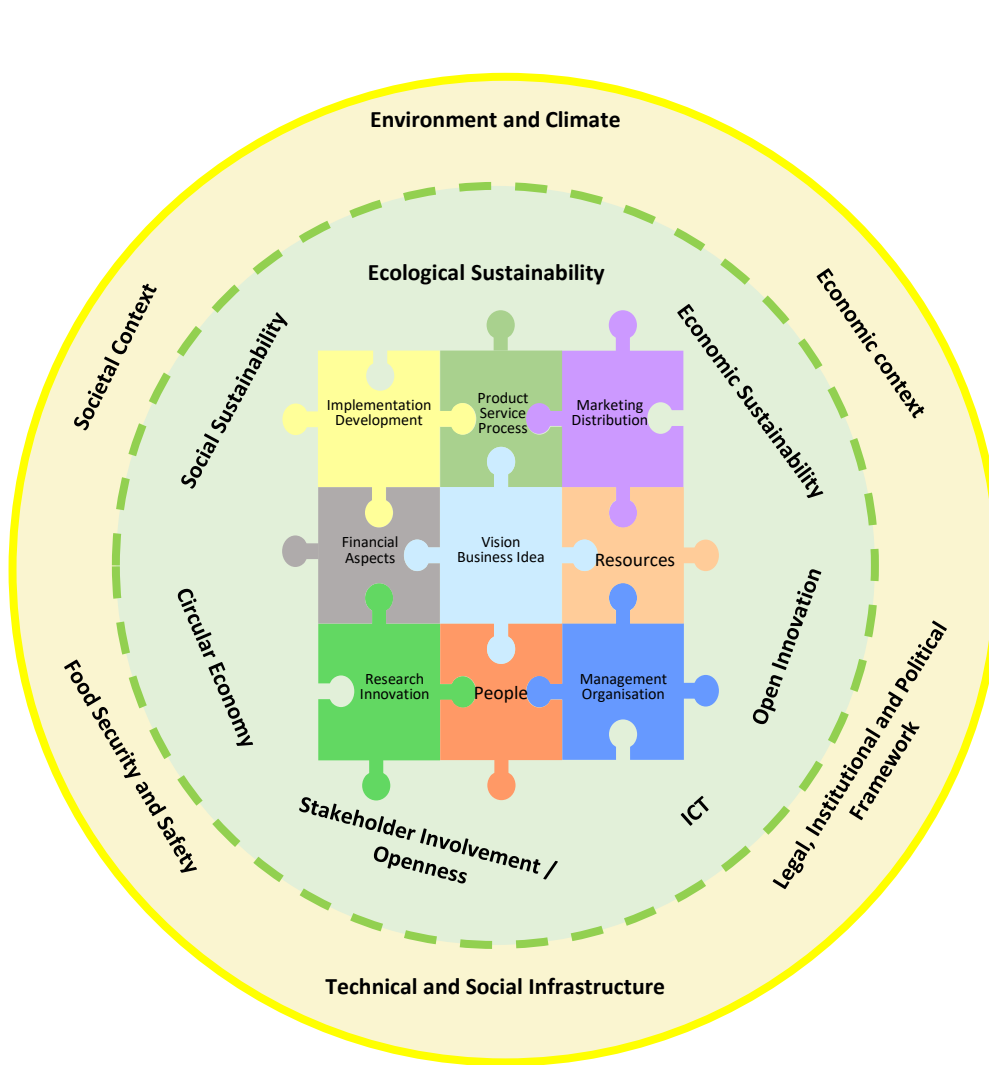 Environment and Climate
Ecological Sustainability
Societal Context
Social Sustainability
Economic Sustainability
Economic context
Implementation
Development
Product
Service
Process
Marketing
Distribution
Financial
Aspects
Vision
Business Idea
Resources
Research
Innovation
People
Management
Organisation
Circular Economy
Open Innovation
Food Security and Safety
Legal, Institutional and Political
Framework
Stakeholder Involvement /
Openness
ICT
Technical and Social Infrastructure